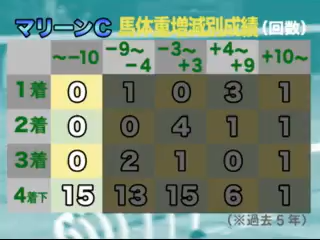 マリーンC 馬体重増減別成績(回数)
～-10 -9～-4 -3～+3 +4～+9 +10～
1着 0 1 0 3 1
2着 0 0 4 1 1
3着 0 2 1 0 1
4着下 15 13 15 6 1
(※過去5年)